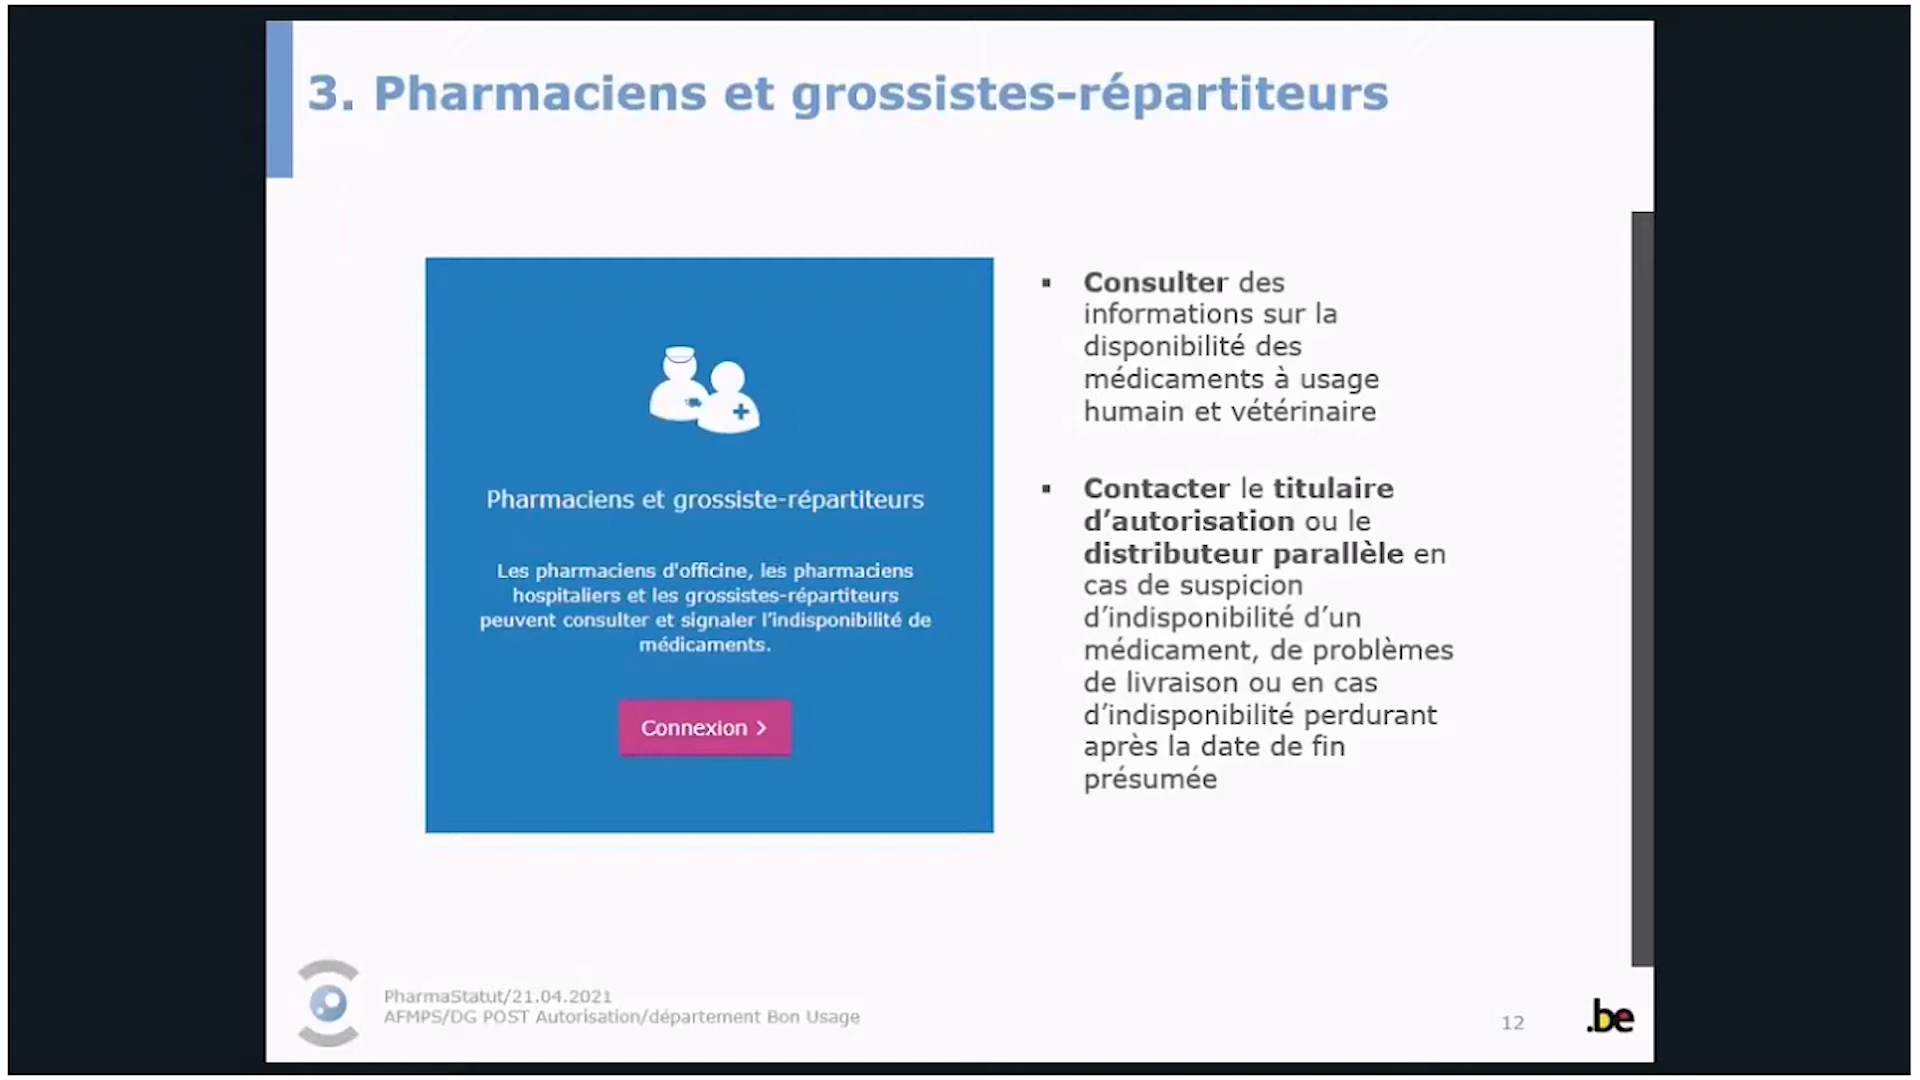 3. Pharmaciens et grossistes-répartiteurs
Pharmaciens et grossiste-répartiteurs
Les pharmaciens d'officine, les pharmaciens
hospitaliers et les grossistes-répartiteurs
peuvent consulter et signaler l’indisponibilité de
médicaments.
Connexion >
▪ Consulter des
informations sur la
disponibilité des
médicaments à usage
humain et vétérinaire
▪ Contacter le titulaire
d’autorisation ou le
distributeur parallèle en
cas de suspicion
d’indisponibilité d’un
médicament, de problèmes
de livraison ou en cas
d’indisponibilité perdurant
après la date de fin
présumée
PharmaStatut/21.04.2021
AFMPS/DG POST Autorisation/département Bon Usage
12
.be